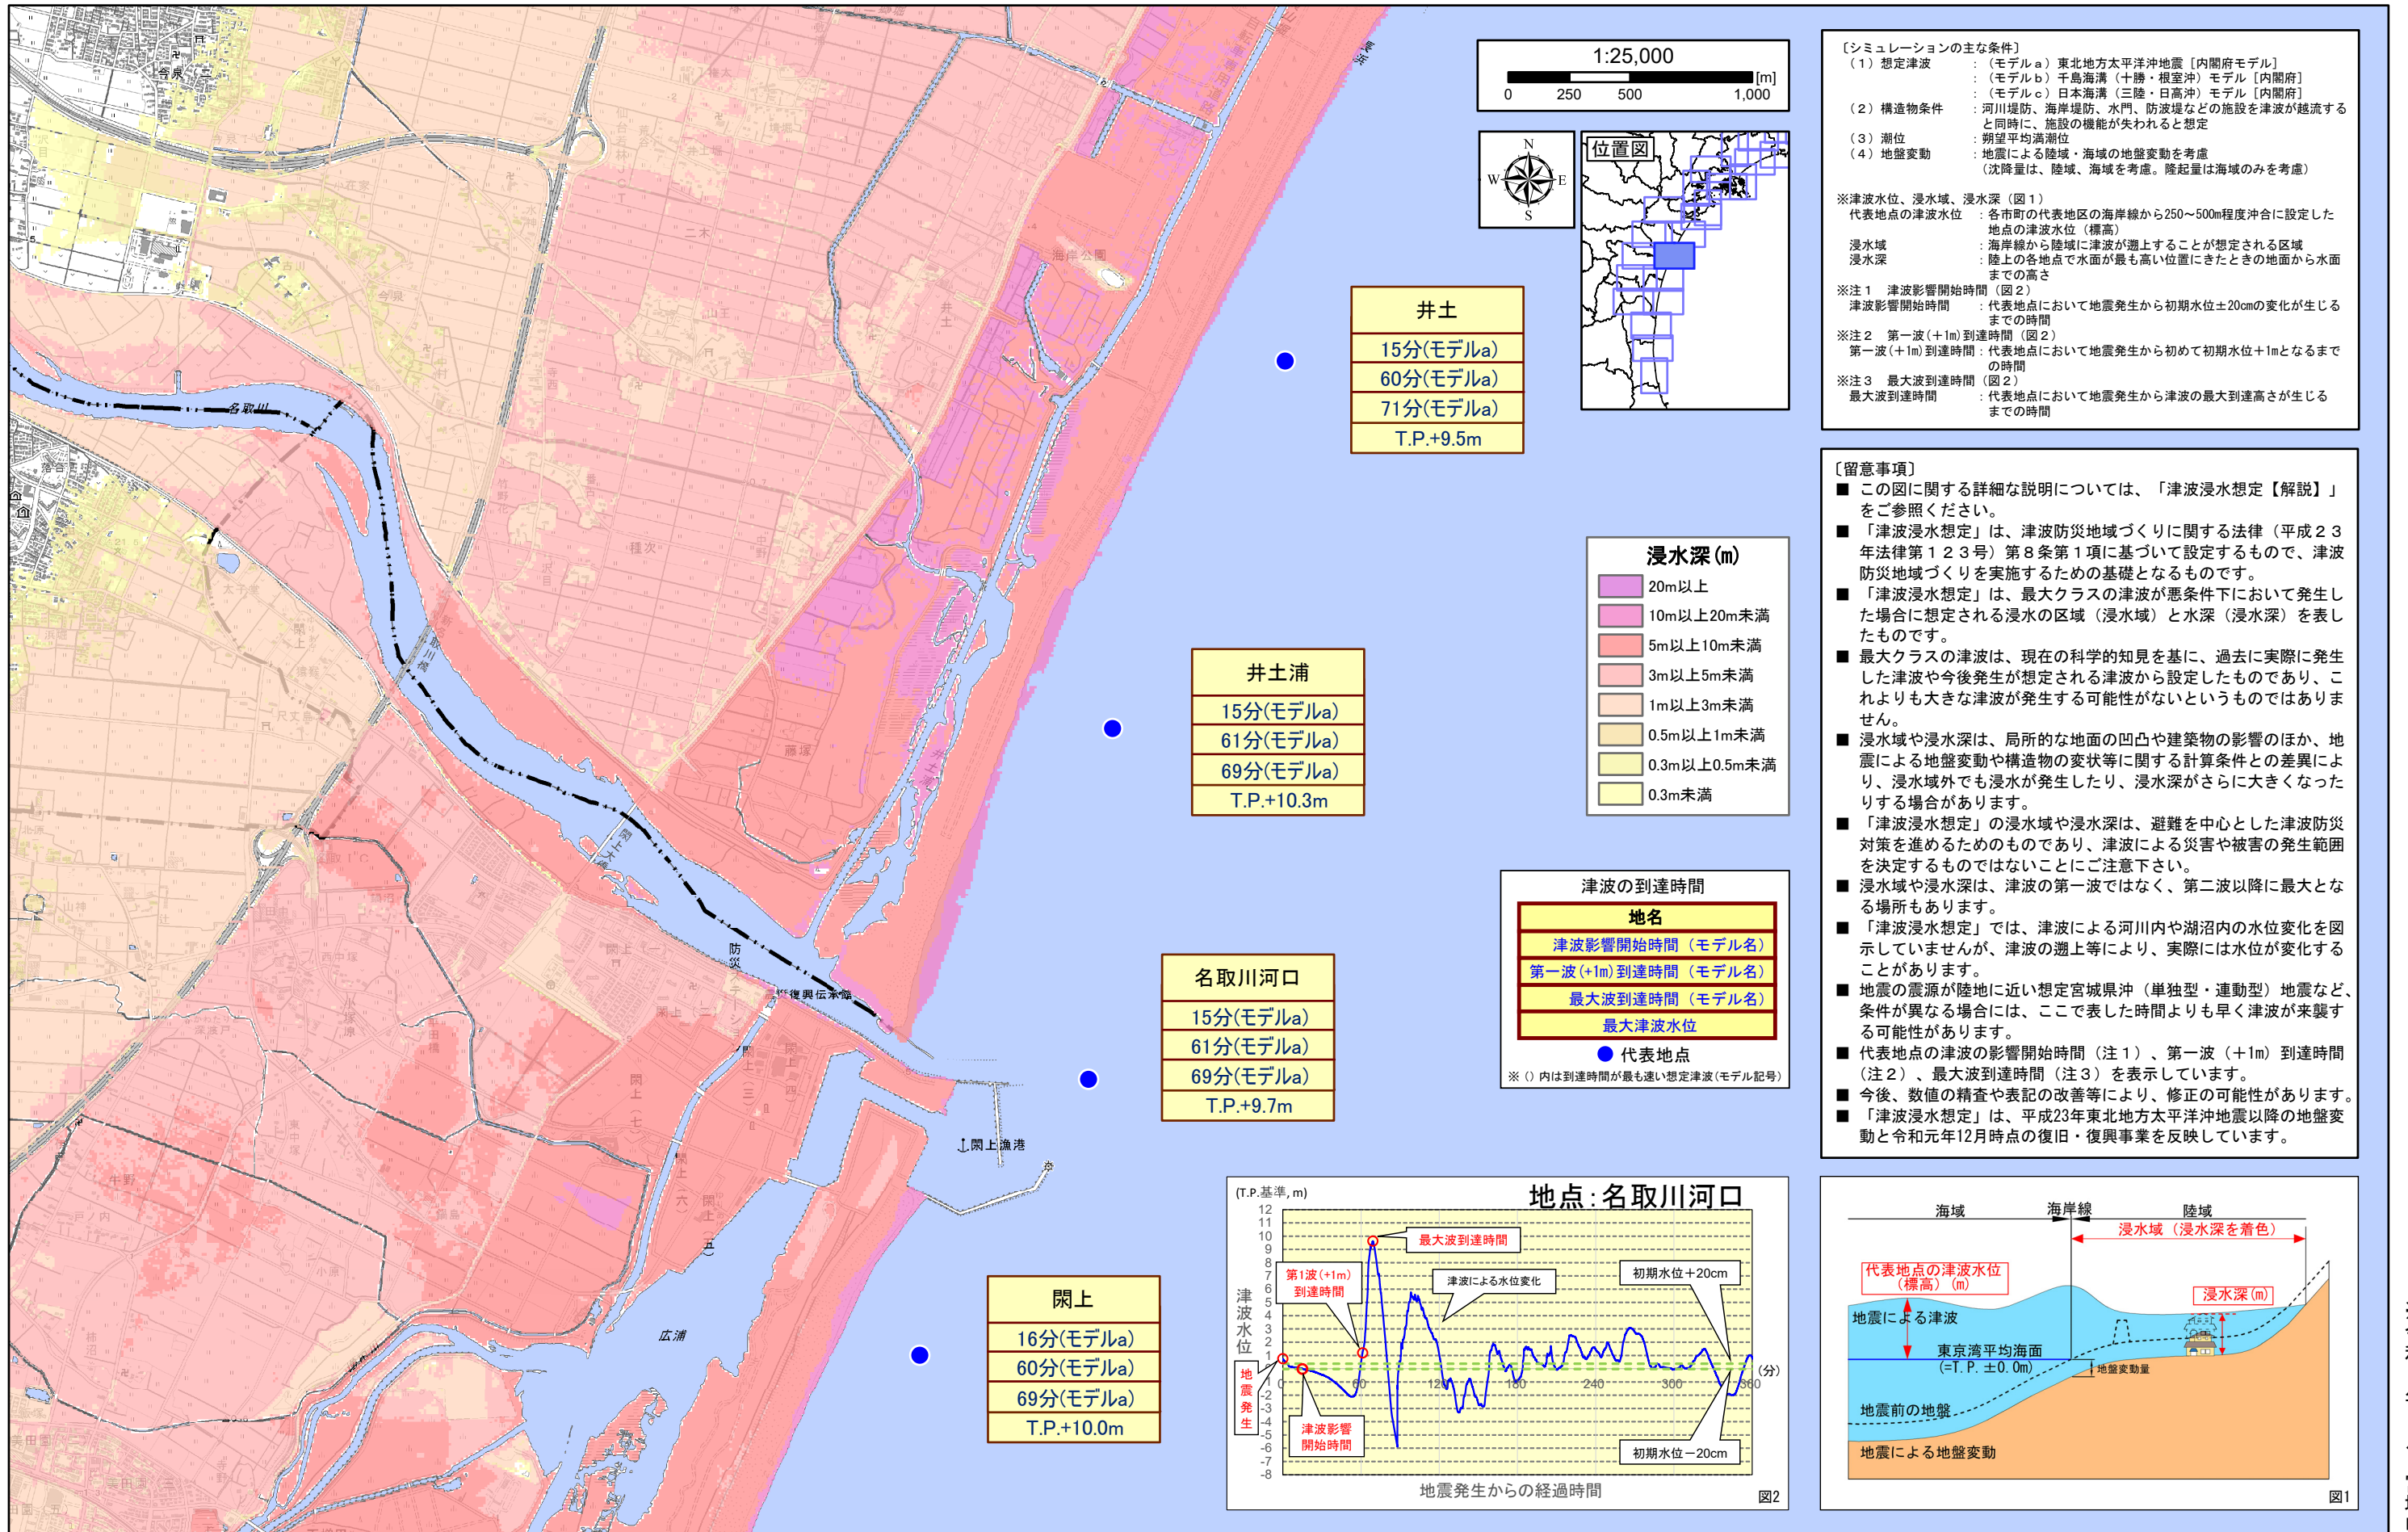 1:25,000
[m]
0 250 500 1,000
N
W E
S
位置図
〔シミュレーションの主な条件〕
(1)想定津波 :(モデルa)東北地方太平洋沖地震[内閣府モデル]
:(モデルb)千島海溝(十勝・根室沖)モデル[内閣府]
:(モデルc)日本海溝(三陸・日高沖)モデル[内閣府]
(2)構造物条件 :河川堤防、海岸堤防、水門、防波堤などの施設を津波が越流する
と同時に、施設の機能が失われると想定
(3)潮位 :朔望平均満潮位
(4)地盤変動 :地震による陸域・海域の地盤変動を考慮
(沈降量は、陸域、海域を考慮。隆起量は海域のみを考慮)
※津波水位、浸水域、浸水深(図1)
代表地点の津波水位 :各市町の代表地区の海岸線から250~500m程度沖合に設定した
地点の津波水位(標高)
浸水域 :海岸線から陸域に津波が遡上することが想定される区域
浸水深 :陸上の各地点で水面が最も高い位置にきたときの地面から水面
までの高さ
※注1 津波影響開始時間(図2)
津波影響開始時間 :代表地点において地震発生から初期水位±20cmの変化が生じる
までの時間
※注2 第一波(+1m)到達時間(図2)
第一波(+1m)到達時間:代表地点において地震発生から初めて初期水位+1mとなるまで
の時間
※注3 最大波到達時間(図2)
最大波到達時間 :代表地点において地震発生から津波の最大到達高さが生じる
までの時間
〔留意事項〕
■ この図に関する詳細な説明については、「津波浸水想定【解説】」
をご参照ください。
■ 「津波浸水想定」は、津波防災地域づくりに関する法律(平成23
年法律第123号)第8条第1項に基づいて設定するもので、津波
防災地域づくりを実施するための基礎となるものです。
■ 「津波浸水想定」は、最大クラスの津波が悪条件下において発生し
た場合に想定される浸水の区域(浸水域)と水深(浸水深)を表し
たものです。
■ 最大クラスの津波は、現在の科学的知見を基に、過去に実際に発生
した津波や今後発生が想定される津波から設定したものであり、こ
れよりも大きな津波が発生する可能性がないというものではありま
せん。
■ 浸水域や浸水深は、局所的な地面の凹凸や建築物の影響のほか、地
震による地盤変動や構造物の変状等に関する計算条件との差異によ
り、浸水域外でも浸水が発生したり、浸水深がさらに大きくなった
りする場合があります。
■ 「津波浸水想定」の浸水域や浸水深は、避難を中心とした津波防災
対策を進めるためのものであり、津波による災害や被害の発生範囲
を決定するものではないことにご注意下さい。
■ 浸水域や浸水深は、津波の第一波ではなく、第二波以降に最大とな
る場所もあります。
■ 「津波浸水想定」では、津波による河川内や湖沼内の水位変化を図
示していませんが、津波の遡上等により、実際には水位が変化する
ことがあります。
■ 地震の震源が陸地に近い想定宮城県沖(単独型・連動型)地震など、
条件が異なる場合には、ここで表した時間よりも早く津波が来襲す
る可能性があります。
■ 代表地点の津波の影響開始時間(注1)、第一波(+1m)到達時間
(注2)、最大波到達時間(注3)を表示しています。
■ 今後、数値の精査や表記の改善等により、修正の可能性があります。
■ 「津波浸水想定」は、平成23年東北地方太平洋沖地震以降の地盤変
動と令和元年12月時点の復旧・復興事業を反映しています。
井土
15分(モデルa)
60分(モデルa)
71分(モデルa)
T.P.+9.5m
井土浦
15分(モデルa)
61分(モデルa)
69分(モデルa)
T.P.+10.3m
名取川河口
15分(モデルa)
61分(モデルa)
69分(モデルa)
T.P.+9.7m
閖上
16分(モデルa)
60分(モデルa)
69分(モデルa)
T.P.+10.0m
浸水深(m)
20m以上
10m以上20m未満
5m以上10m未満
3m以上5m未満
1m以上3m未満
0.5m以上1m未満
0.3m以上0.5m未満
0.3m未満
津波の到達時間
地名
津波影響開始時間(モデル名)
第一波(+1m)到達時間(モデル名)
最大波到達時間(モデル名)
最大津波水位
代表地点
※()内は到達時間が最も速い想定津波(モデル記号)
(T.P.基準,m)
地点:名取川河口
12
11
10
9
8
7
6
5
4
3
2
1
-2
-3
-4
-5
-6
-7
-8
0 60 120 180 240 300 360
(分)
津波水位
最大波到達時間
第1波(+1m)
到達時間
津波による水位変化
初期水位+20cm
地震発生
津波影響
開始時間
初期水位-20cm
地震発生からの経過時間
図2
海域
海岸線
陸域
浸水域(浸水深を着色)
代表地点の津波水位
(標高)(m)
浸水深(m)
地震による津波
東京湾平均海面
(=T.P.±0.0m)
地盤変動量
地震前の地盤
地震による地盤変動
図1
今泉
名取川
二木
海岸公園
井土
種次
藤塚
井土浦
閖上大橋
閖上(一)
閖上(二)
閖上(三)
閖上(四)
閖上(五)
閖上(六)
閖上(七)
閖上漁港
広浦
牛野
小塚原